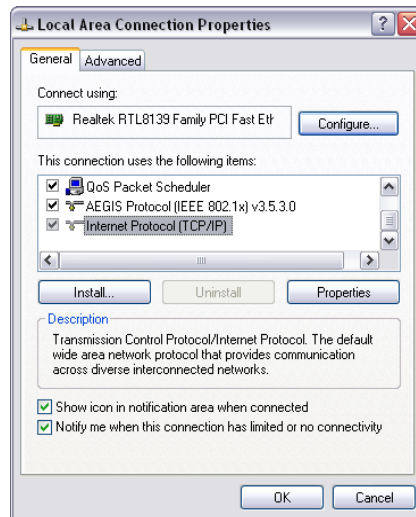 Local Area Connection Properties
General
Advanced
Connect using:
Realtek RTL8139 Family PCI Fast Eth
Configure...
This connection uses the following items:
QoS Packet Scheduler
AEGIS Protocol (IEEE 802.1x) v3.5.3.0
Internet Protocol (TCP/IP)
Install...
Uninstall
Properties
Description
Transmission Control Protocol/Internet Protocol. The default
wide area network protocol that provides communication
across diverse interconnected networks.
Show icon in notification area when connected
Notify me when this connection has limited or no connectivity
OK
Cancel